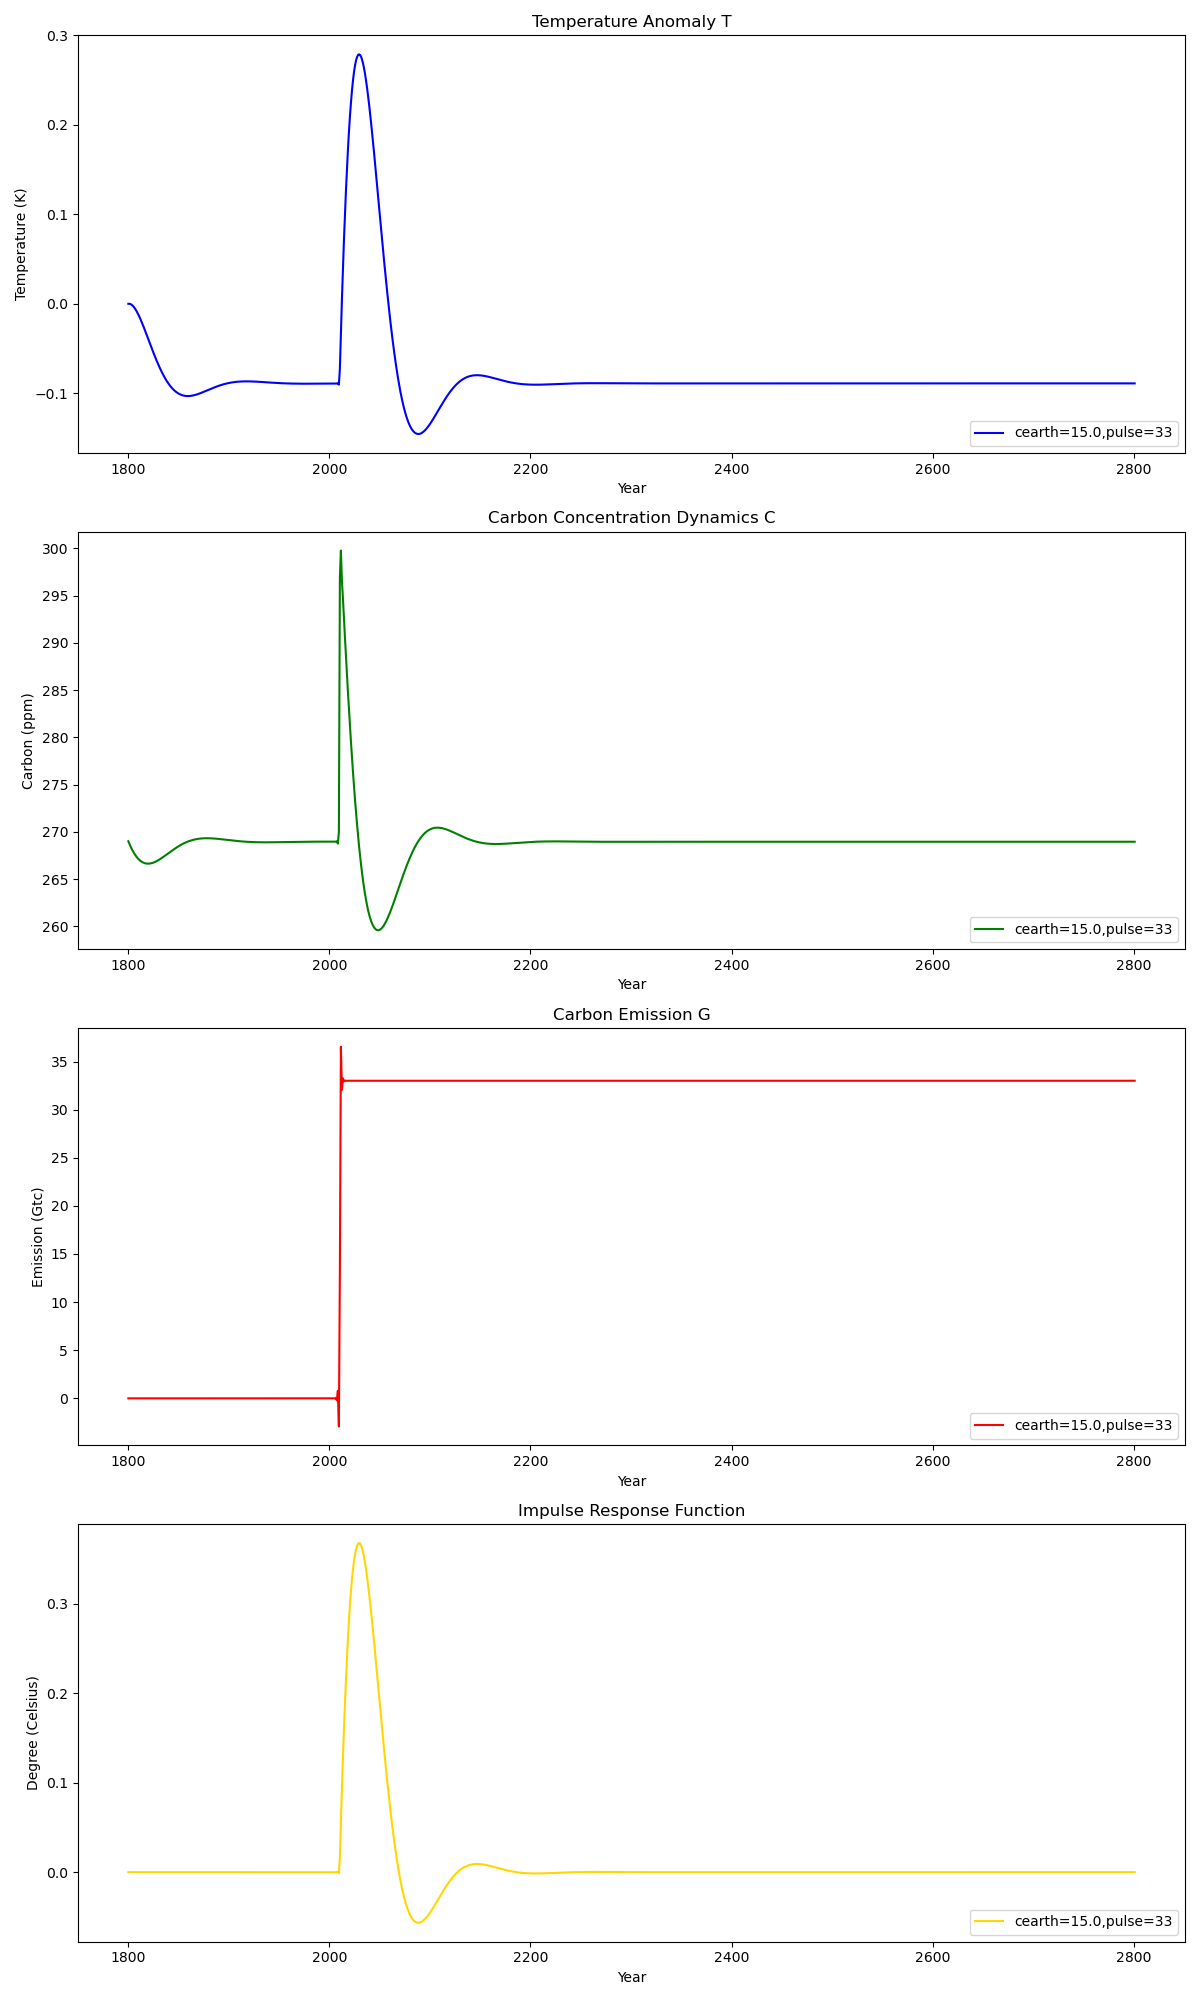 Temperature Anomaly T
Temperature (K)
0.3
0.2
0.1
0.0
−0.1
cearth=15.0,pulse=33
1800 2000 2200 2400 2600 2800
Year
Carbon Concentration Dynamics C
Carbon (ppm)
300
295
290
285
280
275
270
265
260
cearth=15.0,pulse=33
1800 2000 2200 2400 2600 2800
Year
Carbon Emission G
Emission (Gtc)
35
30
25
20
15
10
5
0
cearth=15.0,pulse=33
1800 2000 2200 2400 2600 2800
Year
Impulse Response Function
Degree (Celsius)
0.3
0.2
0.1
0.0
cearth=15.0,pulse=33
1800 2000 2200 2400 2600 2800
Year